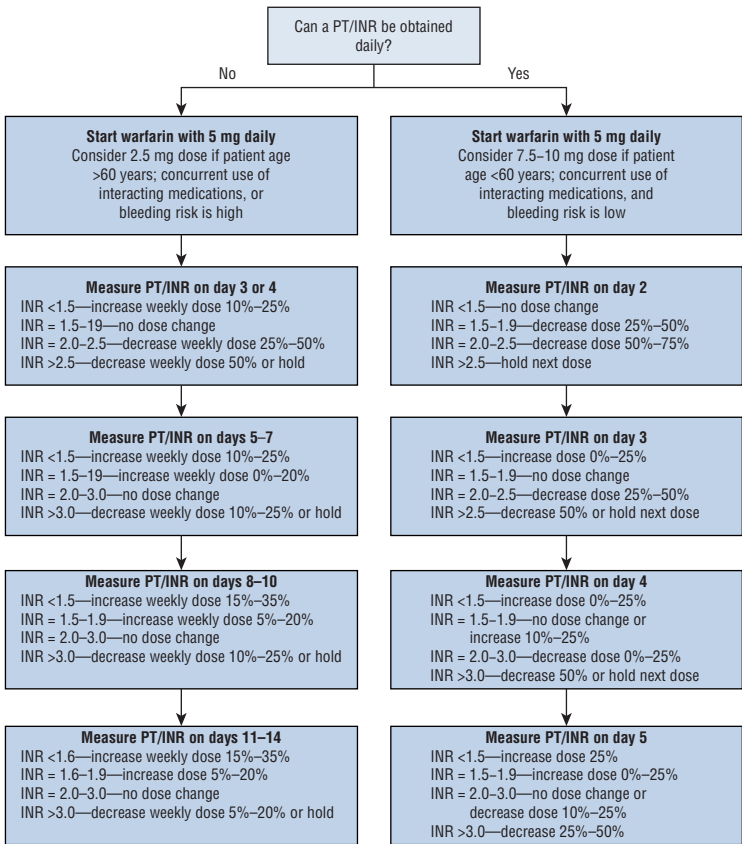 Can a PT/INR be obtained
daily?
No
Yes
Start warfarin with 5 mg daily
Consider 2.5 mg dose if patient age
>60 years; concurrent use of
interacting medications, or
bleeding risk is high
Start warfarin with 5 mg daily
Consider 7.5–10 mg dose if patient
age <60 years; concurrent use of
interacting medications, and
bleeding risk is low
Measure PT/INR on day 3 or 4
INR <1.5—increase weekly dose 10%–25%
INR = 1.5–19—no dose change
INR = 2.0–2.5—decrease weekly dose 25%–50%
INR >2.5—decrease weekly dose 50% or hold
Measure PT/INR on day 2
INR <1.5—no dose change
INR = 1.5–1.9—decrease dose 25%–50%
INR = 2.0–2.5—decrease dose 50%–75%
INR >2.5—hold next dose
Measure PT/INR on days 5–7
INR <1.5—increase weekly dose 10%–25%
INR = 1.5–19—increase weekly dose 0%–20%
INR = 2.0–3.0—no dose change
INR >3.0—decrease weekly dose 10%–25% or hold
Measure PT/INR on day 3
INR <1.5—increase dose 0%–25%
INR = 1.5–1.9—no dose change
INR = 2.0–2.5—decrease dose 25%–50%
INR >2.5—decrease 50% or hold next dose
Measure PT/INR on days 8–10
INR <1.5—increase weekly dose 15%–35%
INR = 1.5–1.9—increase weekly dose 5%–20%
INR = 2.0–3.0—no dose change
INR >3.0—decrease weekly dose 10%–25% or hold
Measure PT/INR on day 4
INR <1.5—increase dose 0%–25%
INR = 1.5–1.9—no dose change or
increase 10%–25%
INR = 2.0–3.0—decrease dose 0%–25%
INR >3.0—decrease 50% or hold next dose
Measure PT/INR on days 11–14
INR <1.6—increase weekly dose 15%–35%
INR = 1.6–1.9—increase dose 5%–20%
INR = 2.0–3.0—no dose change
INR >3.0—decrease weekly dose 5%–20% or hold
Measure PT/INR on day 5
INR <1.5—increase dose 25%
INR = 1.5–1.9—increase dose 0%–25%
INR = 2.0–3.0—no dose change or
decrease dose 10%–25%
INR >3.0—decrease 25%–50%